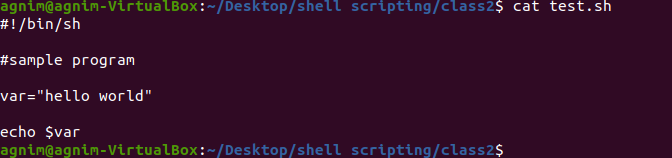 agnim@agnim-VirtualBox:~/Desktop/shell scripting/class2$ cat test.sh
#!/bin/sh
#sample program
var="hello world"
echo $var
agnim@agnim-VirtualBox:~/Desktop/shell scripting/class2$